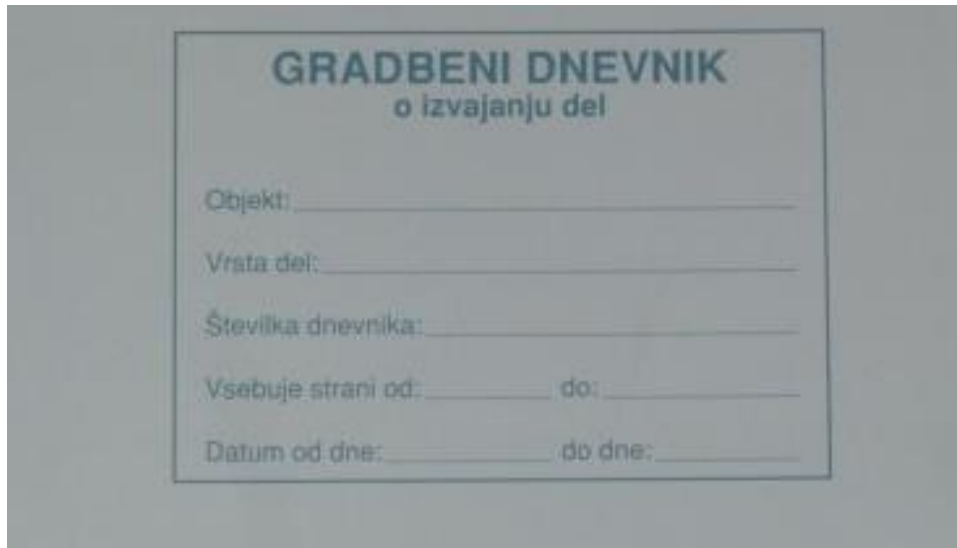 GRADBENI DNEVNIK
o izvajanju del
Objekt:
Vrsta del:
Številka dnevnika:
Vsebuje strani od: do:
Datum od dne: do dne: